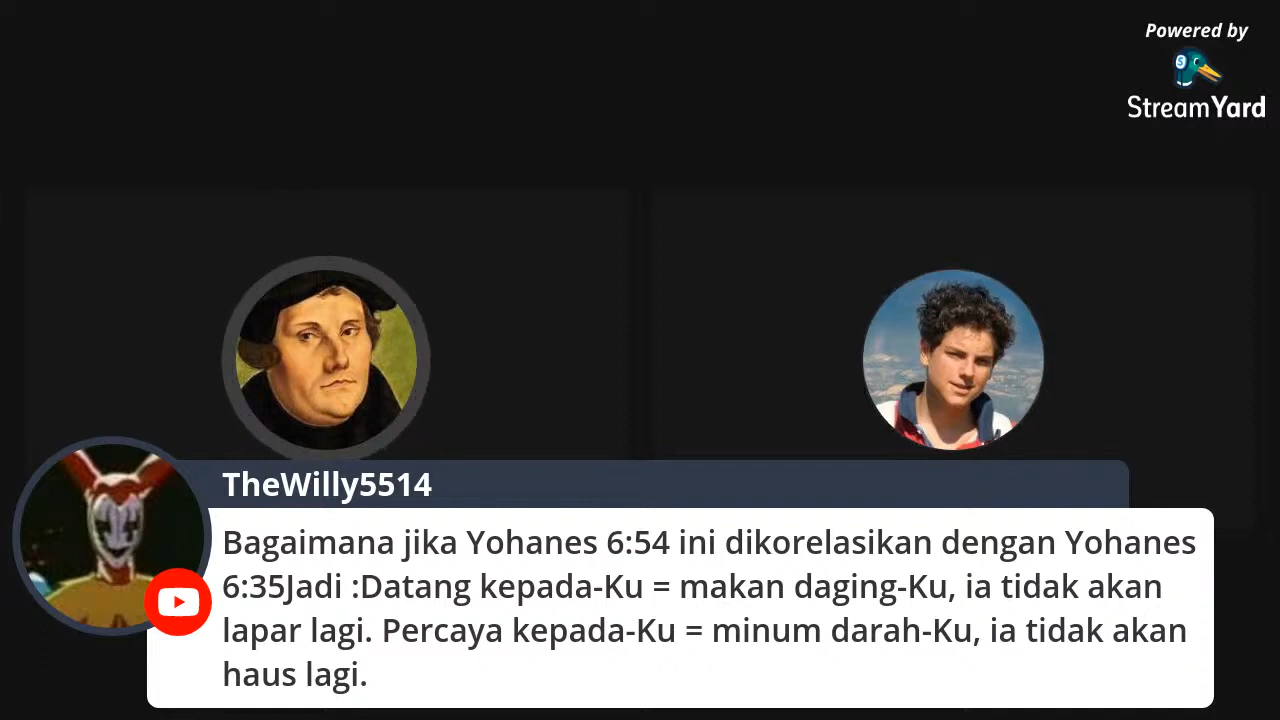 Powered by
StreamYard
TheWilly5514
Bagaimana jika Yohanes 6:54 ini dikorelasikan dengan Yohanes
6:35Jadi :Datang kepada-Ku = makan daging-Ku, ia tidak akan
lapar lagi. Percaya kepada-Ku = minum darah-Ku, ia tidak akan
haus lagi.